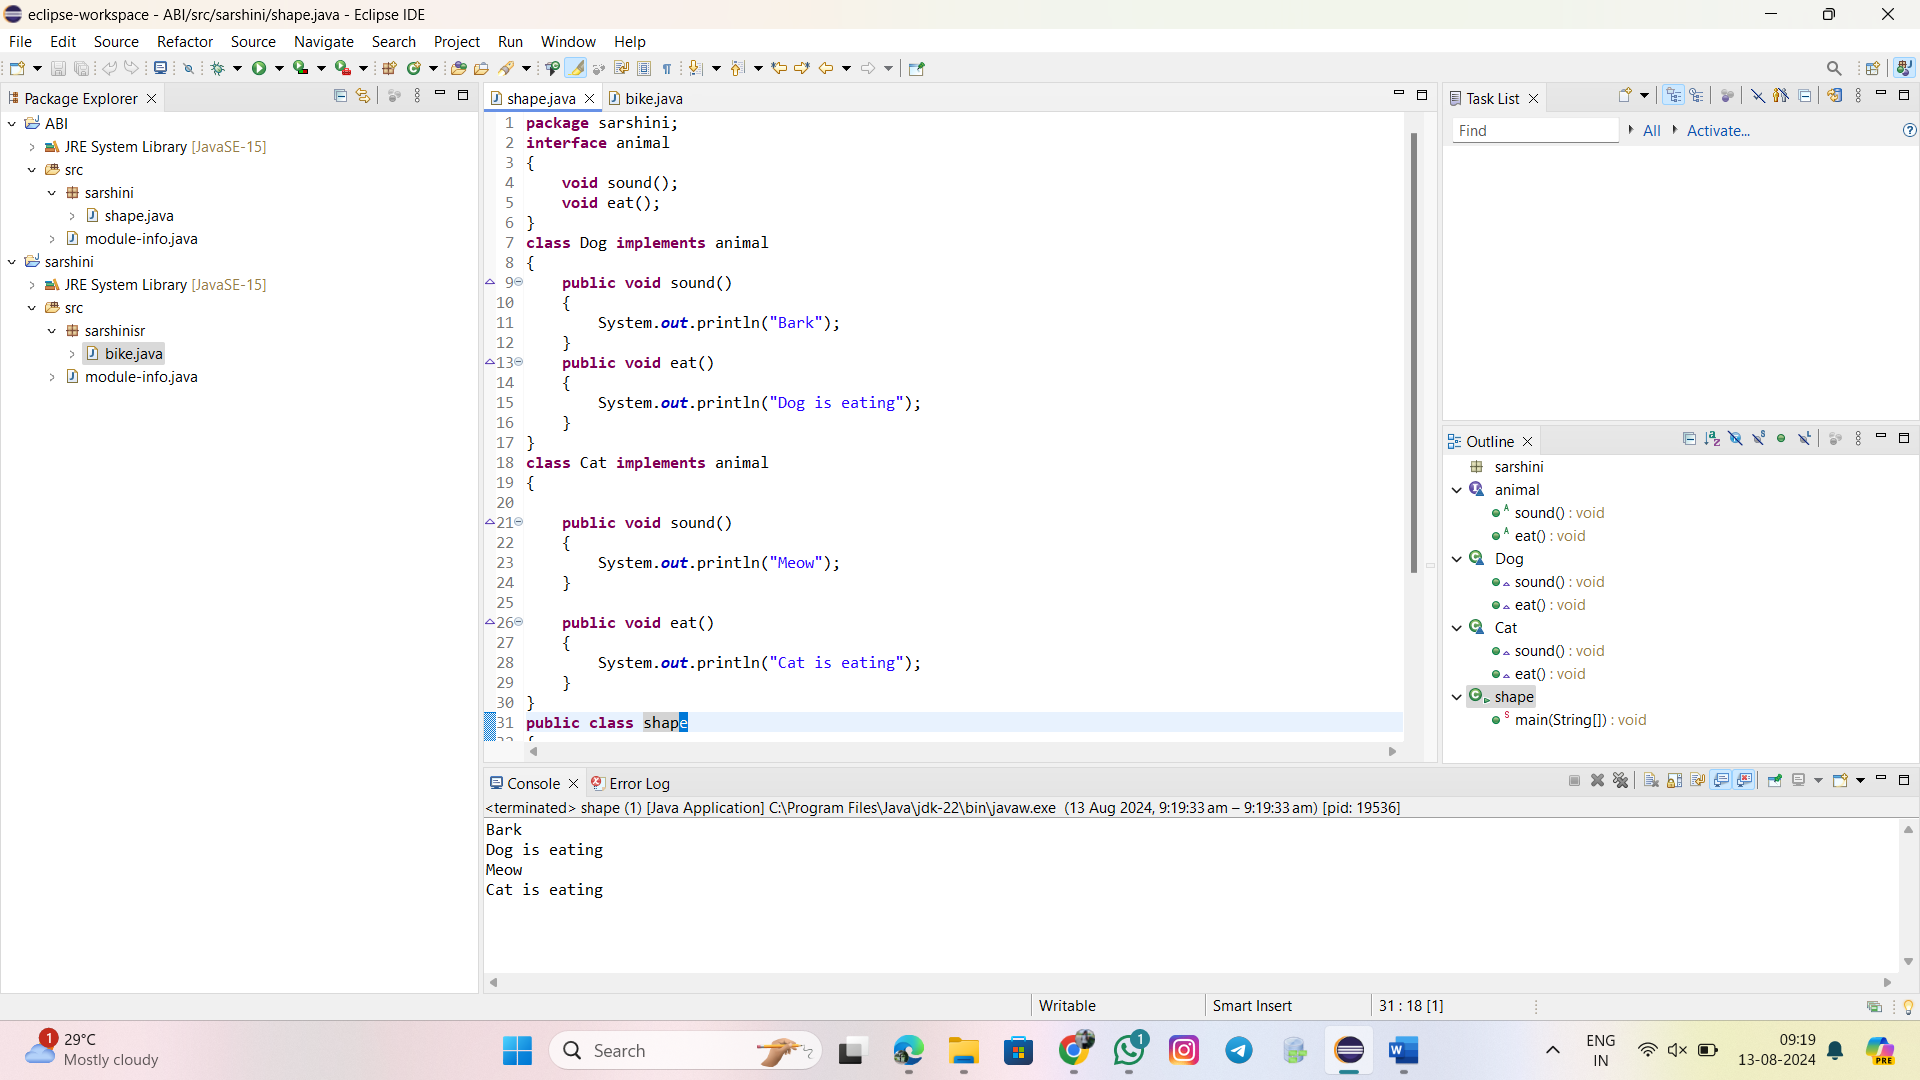 eclipse-workspace - ABI/src/sarshini/shape.java - Eclipse IDE
File Edit Source Refactor Source Navigate Search Project Run Window Help
Package Explorer
ABI
JRE System Library [JavaSE-15]
src
sarshini
shape.java
module-info.java
sarshini
JRE System Library [JavaSE-15]
src
sarshinisr
bike.java
module-info.java
shape.java
bike.java
1 package sarshini;
2 interface animal
3 {
4 void sound();
5 void eat();
6 }
7 class Dog implements animal
8 {
9 public void sound()
10 {
11 System.out.println("Bark");
12 }
13 public void eat()
14 {
15 System.out.println("Dog is eating");
16 }
17 }
18 class Cat implements animal
19 {
20
21 public void sound()
22 {
23 System.out.println("Meow");
24 }
25
26 public void eat()
27 {
28 System.out.println("Cat is eating");
29 }
30 }
31 public class shape
Task List
Find All Activate...
Outline
sarshini
animal
sound() : void
eat() : void
Dog
sound() : void
eat() : void
Cat
sound() : void
eat() : void
shape
main(String[]) : void
Console Error Log
<terminated> shape (1) [Java Application] C:\Program Files\Java\jdk-22\bin\javaw.exe (13 Aug 2024, 9:19:33 am – 9:19:33 am) [pid: 19536]
Bark
Dog is eating
Meow
Cat is eating
Writable Smart Insert 31 : 18 [1]
1
29°C
Mostly cloudy
Search
1
ENG
IN
09:19
13-08-2024
PRE